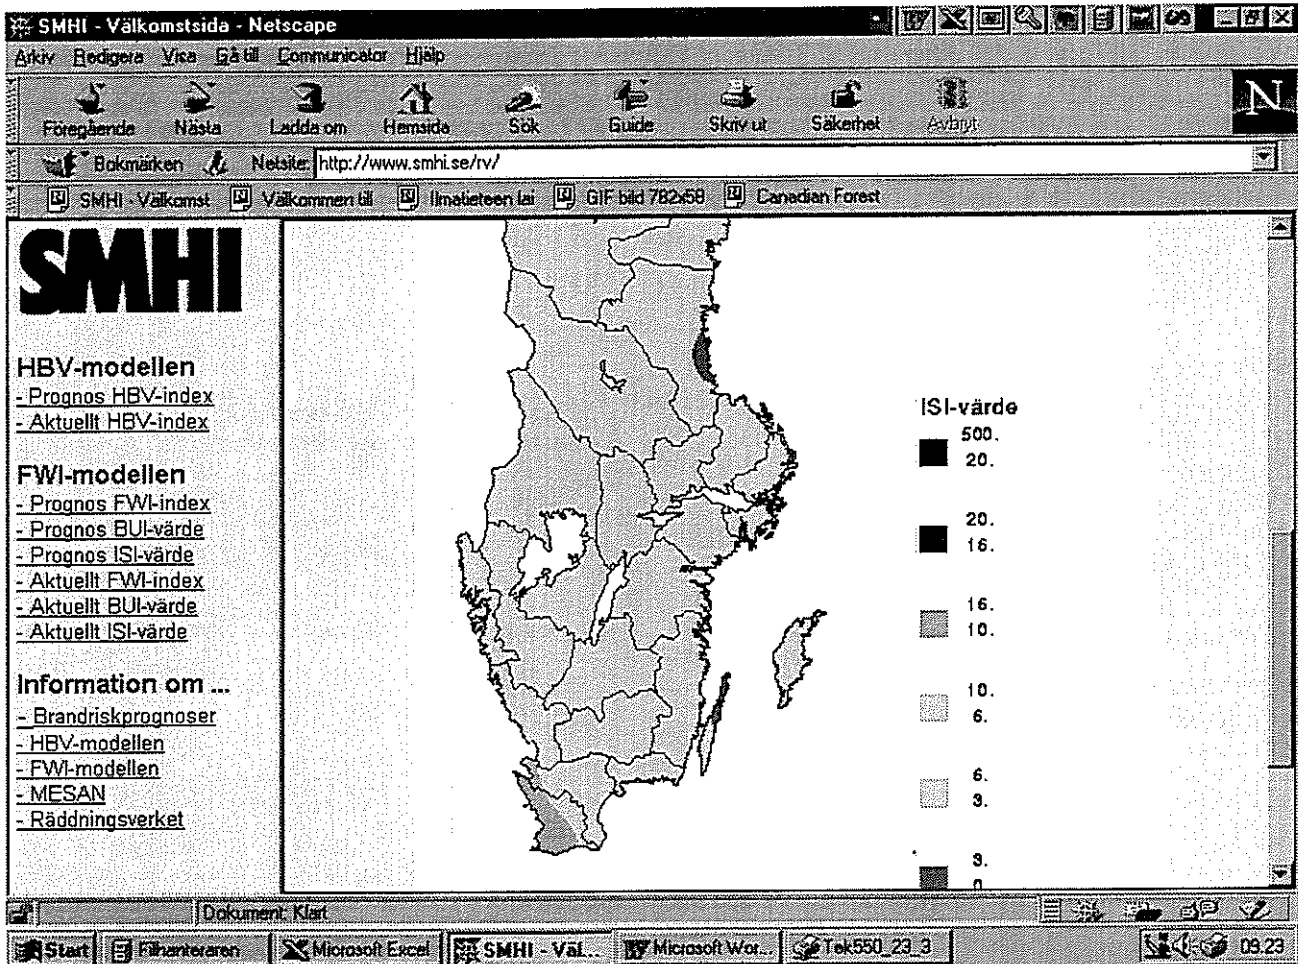 SMHI - Välkomstsida - Netscape
Arkiv Redigera Visa Gå till Communicator Hjälp
Föregående Nästa Ladda om Hemsida Sök Guide Skriv ut Säkerhet Avbryt
N
Bokmärken Netsite: http://www.smhi.se/rv/
SMHI - Välkomst Välkommen till Ilmatieteen lai GIF bild 782x58 Canadian Forest
SMHI
HBV-modellen
- Prognos HBV-index
- Aktuellt HBV-index
FWI-modellen
- Prognos FWI-index
- Prognos BUI-värde
- Prognos ISI-värde
- Aktuellt FWI-index
- Aktuellt BUI-värde
- Aktuellt ISI-värde
Information om ...
- Brandriskprognoser
- HBV-modellen
- FWI-modellen
- MESAN
- Räddningsverket
ISI-värde
500.
20.
20.
16.
16.
10.
10.
6.
6.
3.
3.
0
Dokument: Klart
Start Filhanteraren Microsoft Excel SMHI - Väl... Microsoft Wor... Tek550_23_3 09.23